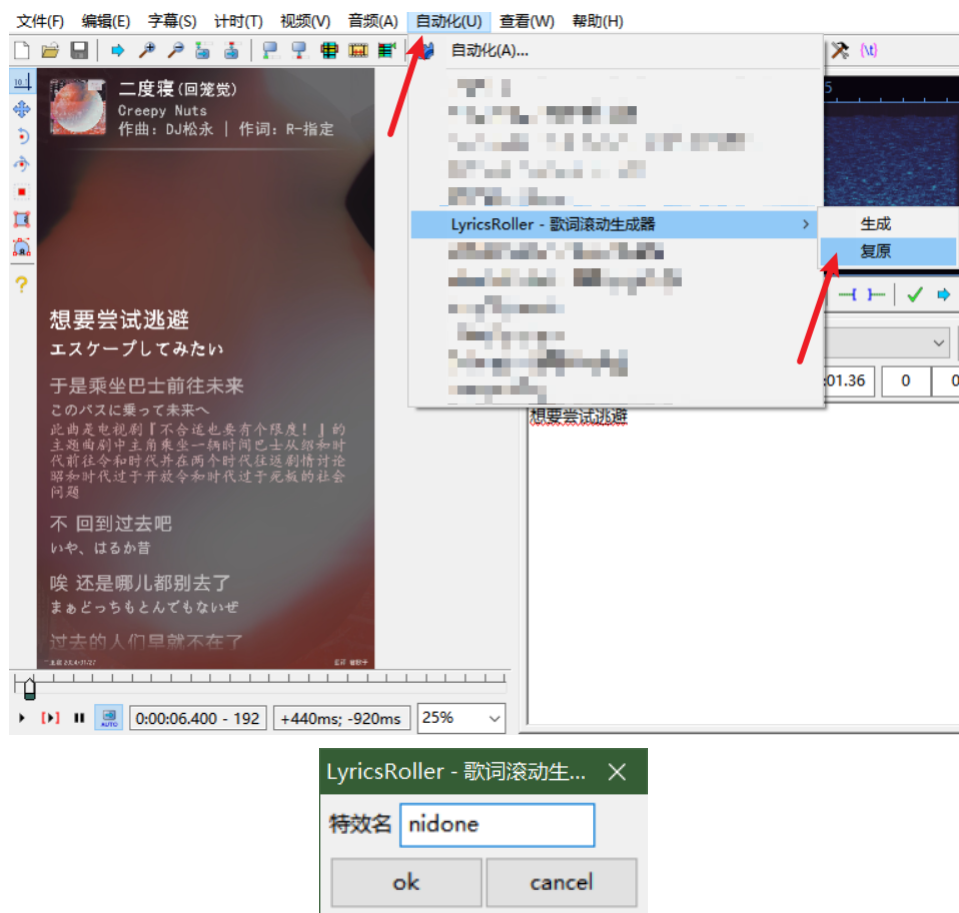 文件(F) 编辑(E) 字幕(S) 计时(T) 视频(V) 音频(A) 自动化(U) 查看(W) 帮助(H)
自动化(A)...
LyricsRoller - 歌词滚动生成器
生成
复原
二度寝(回笼觉)
Creepy Nuts
作曲: DJ松永 | 作词: R-指定
想要尝试逃避
エスケープしてみたい
于是乘坐巴士前往未来
このバスに乗って未来へ
此曲是电视剧『不合适也要有个限度！』的
主题曲剧中主角乘坐一辆时间巴士从昭和时
代前往令和时代并在两个时代往返剧情讨论
昭和时代过于开放令和时代过于死板的社会
问题
不 回到过去吧
いや、はるか昔
唉 还是哪儿都别去了
まぁどっちもとんでもないぜ
过去的人们早就不在了
:01.36
0
想要尝试逃避
AUTO
0:00:06.400 - 192
+440ms; -920ms
25%
LyricsRoller - 歌词滚动生...
特效名 nidone
ok cancel